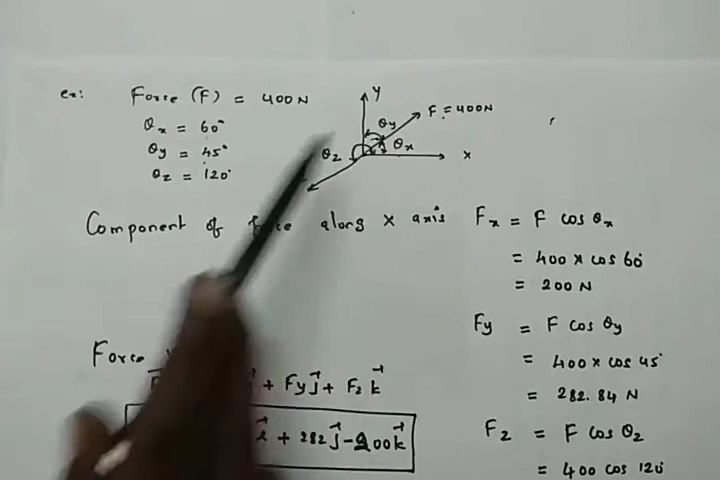 ex: Force (F) = 400N
θx = 60°
θy = 45°
θz = 120°
y
F = 400N
θy
θx
θz
x
Component of force along x axis Fx = F cos θx
= 400 x cos 60°
= 200 N
Fy = F cos θy
= 400 x cos 45°
= 282.84 N
Fz = F cos θz
= 400 cos 120°
Force
+ Fy j + Fz k
i + 282 j - 200 k